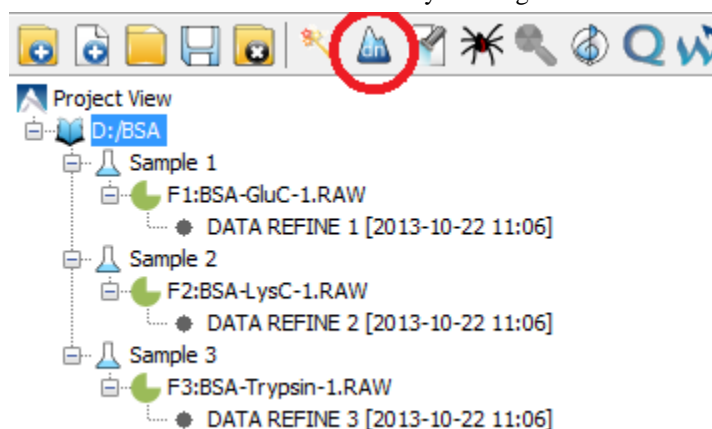 dn
Q
Project View
D:/BSA
Sample 1
F1:BSA-GluC-1.RAW
DATA REFINE 1 [2013-10-22 11:06]
Sample 2
F2:BSA-LysC-1.RAW
DATA REFINE 2 [2013-10-22 11:06]
Sample 3
F3:BSA-Trypsin-1.RAW
DATA REFINE 3 [2013-10-22 11:06]